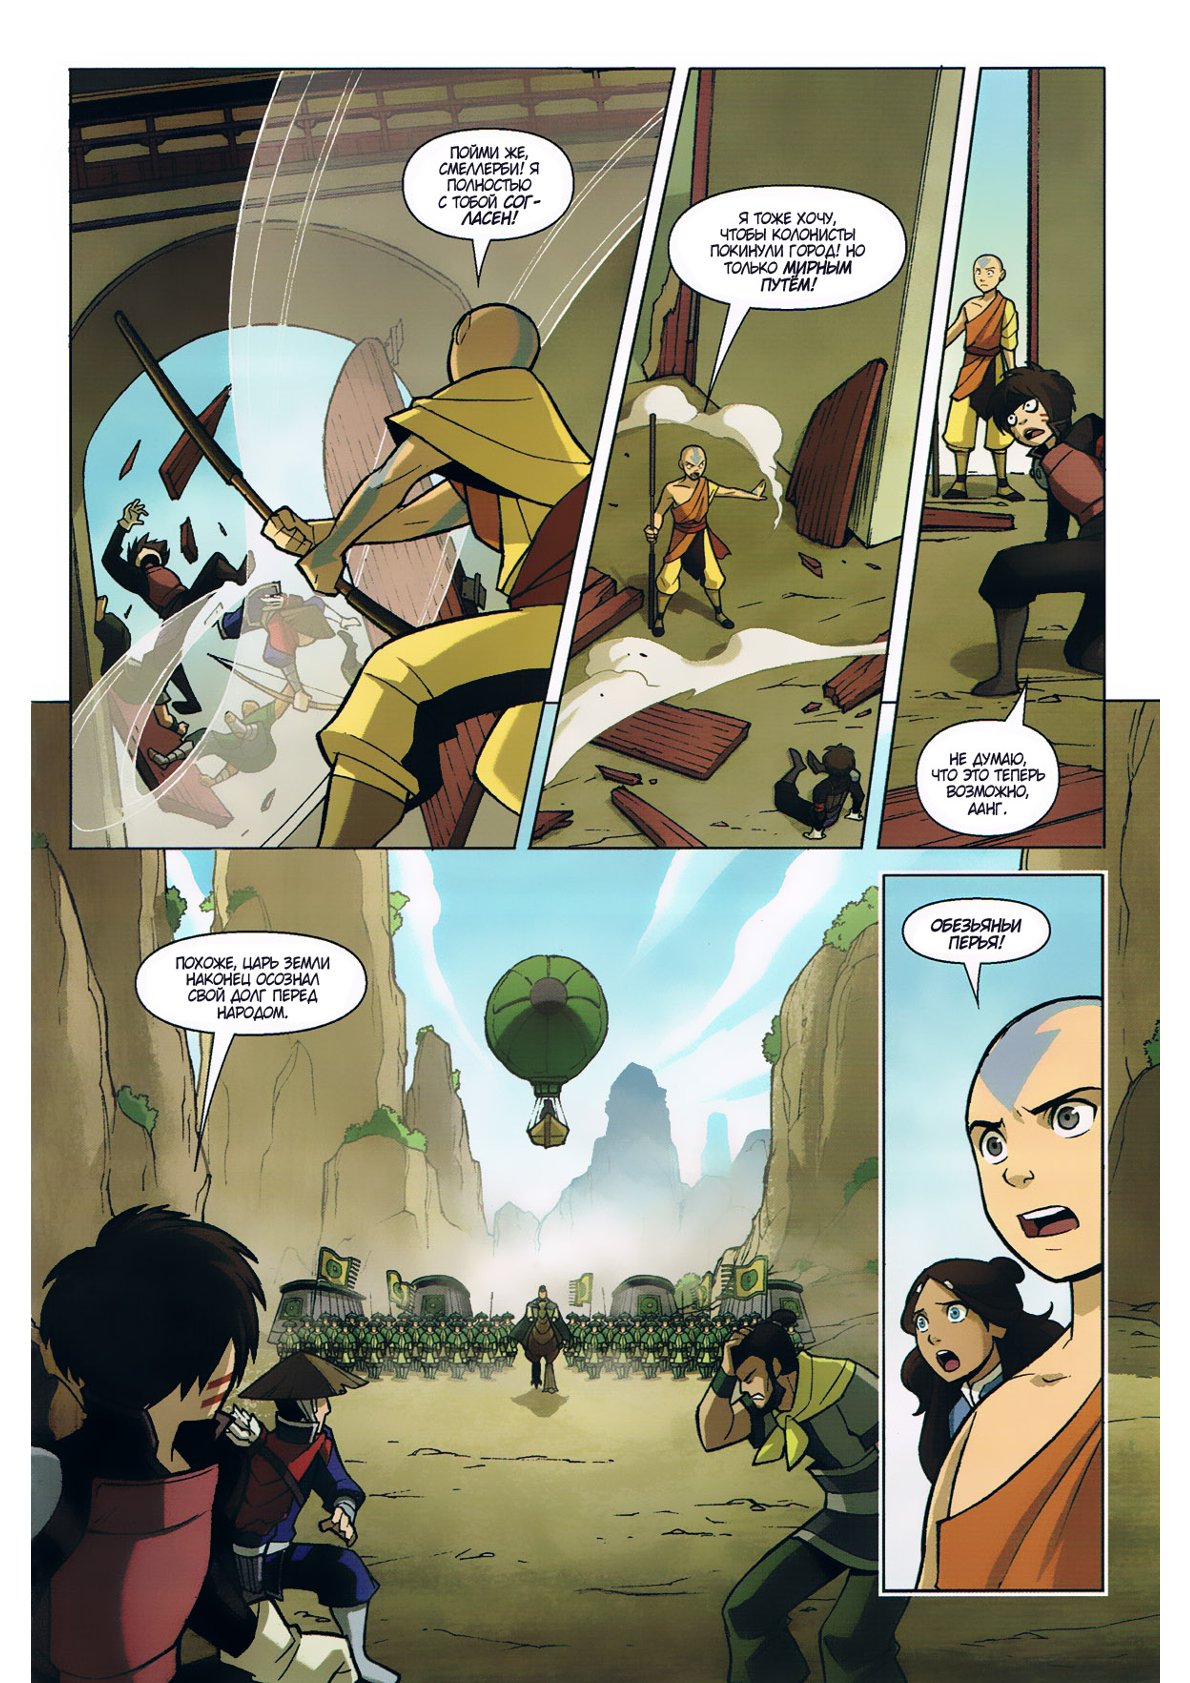 ПОЙМИ ЖЕ,
СМЕЛЛЕРБИ! Я
ПОЛНОСТЬЮ
С ТОБОЙ СОГ-
ЛАСЕН!
Я ТОЖЕ ХОЧУ,
ЧТОБЫ КОЛОНИСТЫ
ПОКИНУЛИ ГОРОД! НО
ТОЛЬКО МИРНЫМ
ПУТЁМ!
НЕ ДУМАЮ,
ЧТО ЭТО ТЕПЕРЬ
ВОЗМОЖНО,
ААНГ.
ПОХОЖЕ, ЦАРЬ ЗЕМЛИ
НАКОНЕЦ ОСОЗНАЛ
СВОЙ ДОЛГ ПЕРЕД
НАРОДОМ.
ОБЕЗЬЯНЬИ
ПЕРЬЯ!